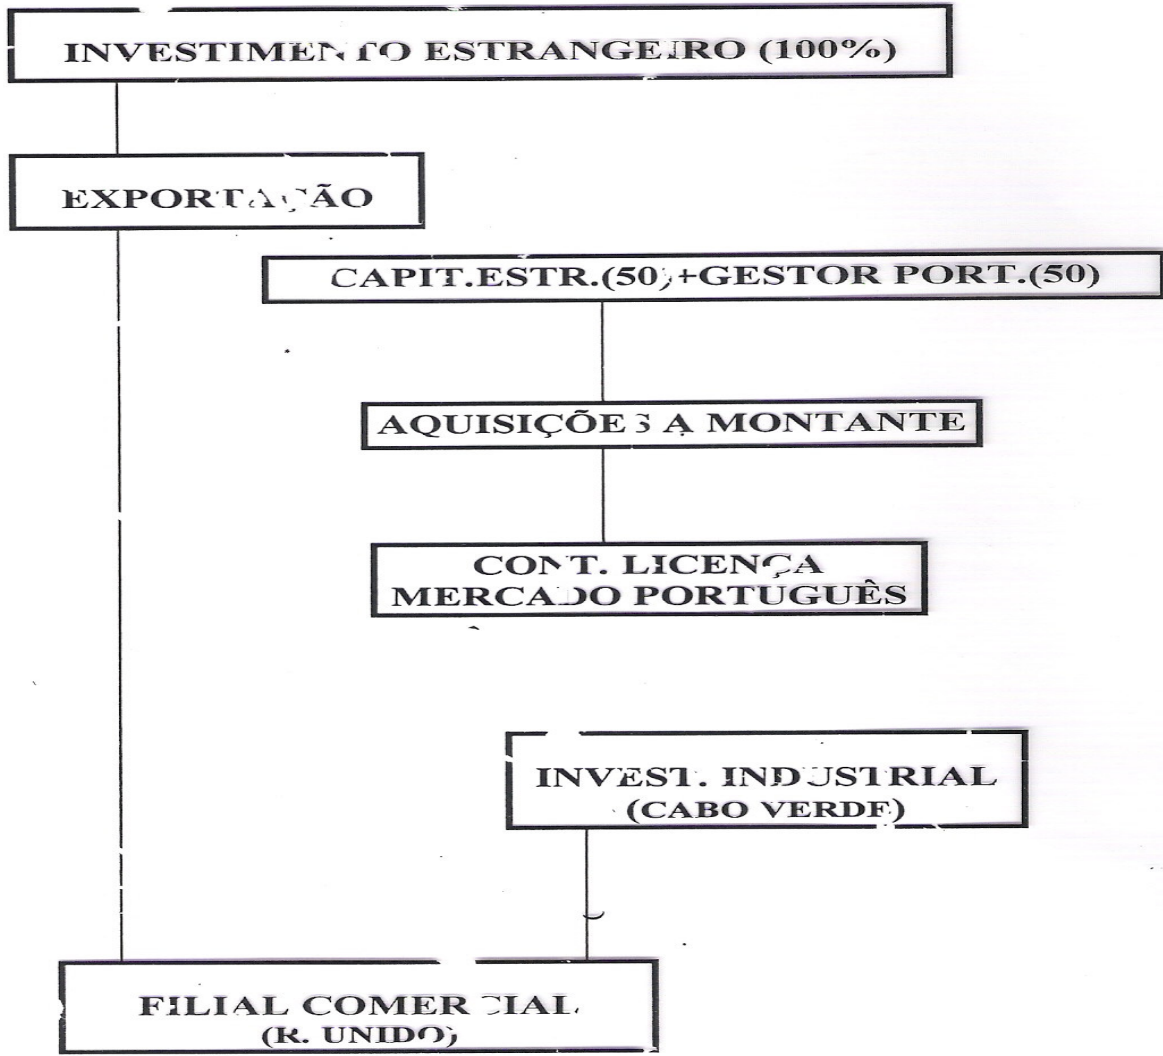 INVESTIMENTO ESTRANGEIRO (100%)
EXPORTAÇÃO
CAPIT.ESTR.(50)+GESTOR PORT.(50)
AQUISIÇÕES A MONTANTE
CONT. LICENÇA
MERCADO PORTUGUÊS
INVEST. INDUSTRIAL
(CABO VERDE)
FILIAL COMERCIAL
(R. UNIDO)